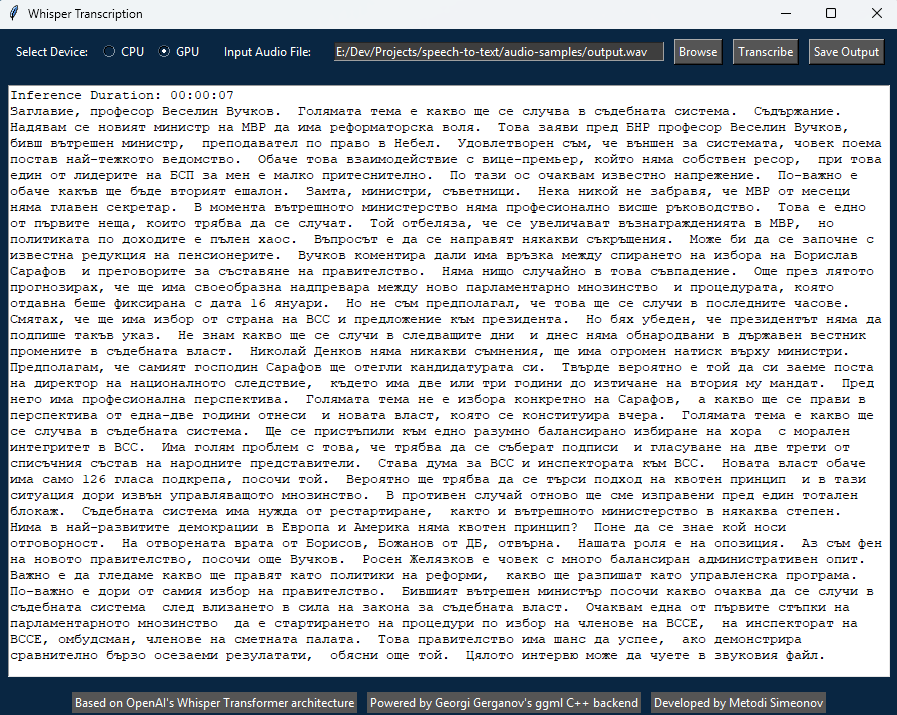 Whisper Transcription
Select Device: CPU GPU Input Audio File: E:/Dev/Projects/speech-to-text/audio-samples/output.wav Browse Transcribe Save Output
Inference Duration: 00:00:07
Заглавие, професор Веселин Вучков. Голямата тема е какво ще се случва в съдебната система. Съдържание.
Надявам се новият министр на МВР да има реформаторска воля. Това заяви пред БНР професор Веселин Вучков,
бивш вътрешен министр, преподавател по право в Небел. Удовлетворен съм, че външен за системата, човек поема
постав най-тежкото ведомство. Обаче това взаимодействие с вице-премьер, който няма собствен ресор, при това
един от лидерите на БСП за мен е малко притеснително. По тази ос очаквам известно напрежение. По-важно е
обаче какъв ще бъде вторият ешалон. Замта, министри, съветници. Нека никой не забравя, че МВР от месеци
няма главен секретар. В момента вътрешното министерство няма професионално висше ръководство. Това е едно
от първите неща, които трябва да се случат. Той отбеляза, че се увеличават възнагражденията в МВР, но
политиката по доходите е пълен хаос. Въпросът е да се направят някакви съкръщения. Може би да се започне с
известна редукция на пенсионерите. Вучков коментира дали има връзка между спирането на избора на Борислав
Сарафов и преговорите за съставяне на правителство. Няма нищо случайно в това съвпадение. Още през лятото
прогнозирах, че ще има своеобразна надпревара между ново парламентарно мнозинство и процедурата, която
отдавна беше фиксирана с дата 16 януари. Но не съм предполагал, че това ще се случи в последните часове.
Смятах, че ще има избор от страна на ВСС и предложение към президента. Но бях убеден, че президентът няма да
подпише такъв указ. Не знам какво ще се случи в следващите дни и днес няма обнародвани в държавен вестник
промените в съдебната власт. Николай Денков няма никакви съмнения, ще има огромен натиск върху министри.
Предполагам, че самият господин Сарафов ще отегли кандидатурата си. Твърде вероятно е той да си заеме поста
на директор на националното следствие, където има две или три години до изтичане на втория му мандат. Пред
него има професионална перспектива. Голямата тема не е избора конкретно на Сарафов, а какво ще се прави в
перспектива от една-две години отнеси и новата власт, която се конституира вчера. Голямата тема е какво ще
се случва в съдебната система. Ще се пристъпили към едно разумно балансирано избиране на хора с морален
интегритет в ВСС. Има голям проблем с това, че трябва да се съберат подписи и гласуване на две трети от
списъчния състав на народните представители. Става дума за ВСС и инспектората към ВСС. Новата власт обаче
има само 126 гласа подкрепа, посочи той. Вероятно ще трябва да се търси подход на квотен принцип и в тази
ситуация дори извън управляващото мнозинство. В противен случай отново ще сме изправени пред един тотален
блокаж. Съдебната система има нужда от рестартиране, както и вътрешното министерство в някаква степен.
Нима в най-развитите демокрации в Европа и Америка няма квотен принцип? Поне да се знае кой носи
отговорност. На отворената врата от Борисов, Божанов от ДБ, отвърна. Нашата роля е на опозиция. Аз съм фен
на новото правителство, посочи още Вучков. Росен Желязков е човек с много балансиран административен опит.
Важно е да гледаме какво ще правят като политики на реформи, какво ще разпишат като управленска програма.
По-важно е дори от самия избор на правителство. Бившият вътрешен министър посочи какво очаква да се случи в
съдебната система след влизането в сила на закона за съдебната власт. Очаквам една от първите стъпки на
парламентарното мнозинство да е стартирането на процедури по избор на членове на ВССЕ, на инспекторат на
ВССЕ, омбудсман, членове на сметната палата. Това правителство има шанс да успее, ако демонстрира
сравнително бързо осезаеми резулатати, обясни още той. Цялото интервю може да чуете в звуковия файл.
Based on OpenAI's Whisper Transformer architecture Powered by Georgi Gerganov's ggml C++ backend Developed by Metodi Simeonov